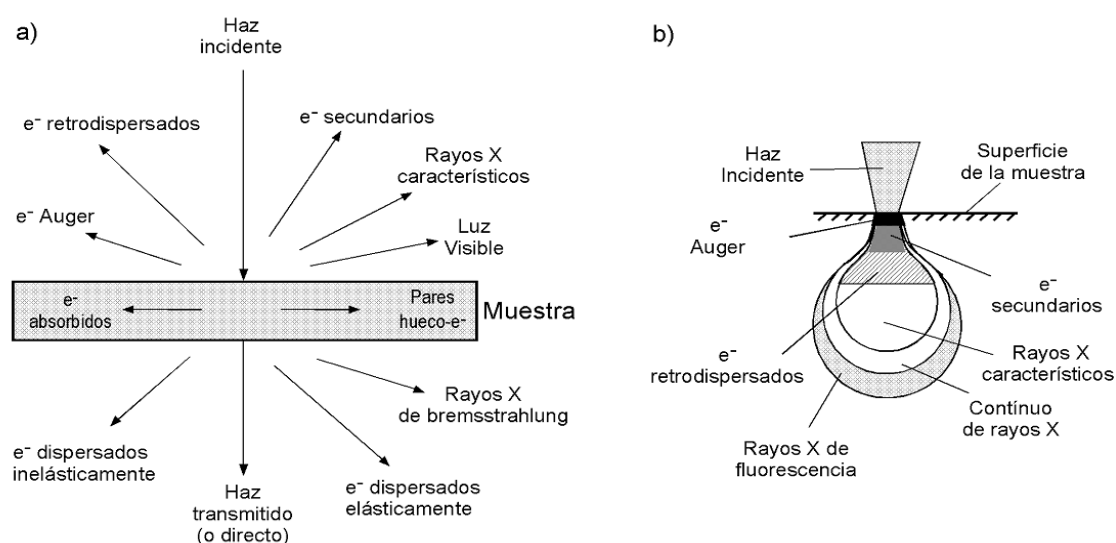 a)
Haz
incidente
e⁻ retrodispersados
e⁻ secundarios
Rayos X
característicos
e⁻ Auger
Luz
Visible
e⁻
absorbidos
Pares
hueco-e⁻
Muestra
Rayos X
de bremsstrahlung
e⁻ dispersados
inelásticamente
Haz
transmitido
(o directo)
e⁻ dispersados
elásticamente
b)
Haz
Incidente
Superficie
de la muestra
e⁻
Auger
e⁻
secundarios
e⁻
retrodispersados
Rayos X
característicos
Contínuo
de rayos X
Rayos X de
fluorescencia